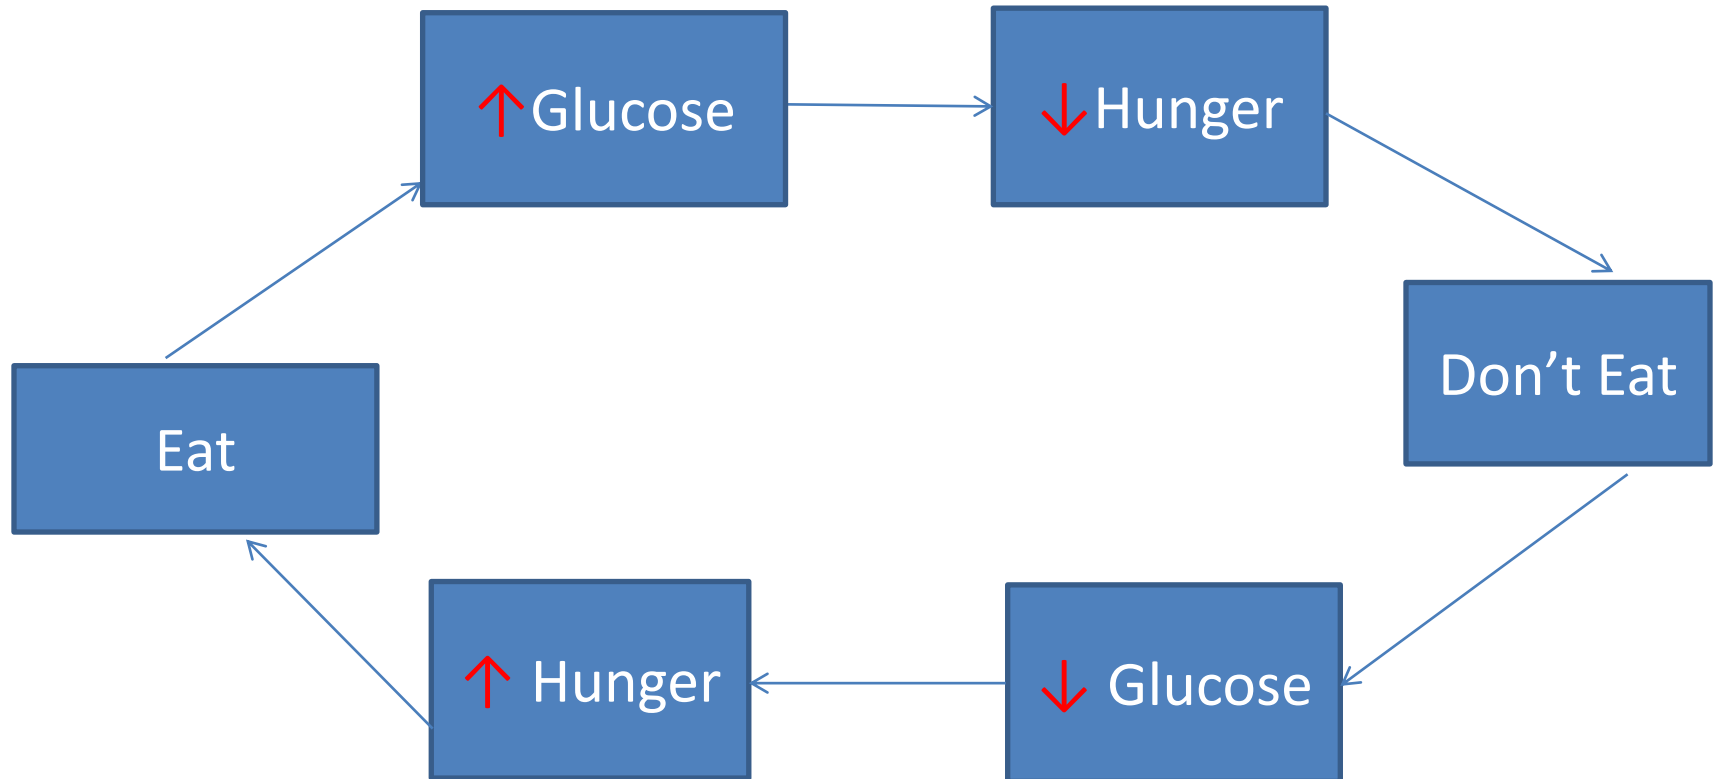 ↑Glucose
↓Hunger
Don’t Eat
↓ Glucose
↑ Hunger
Eat